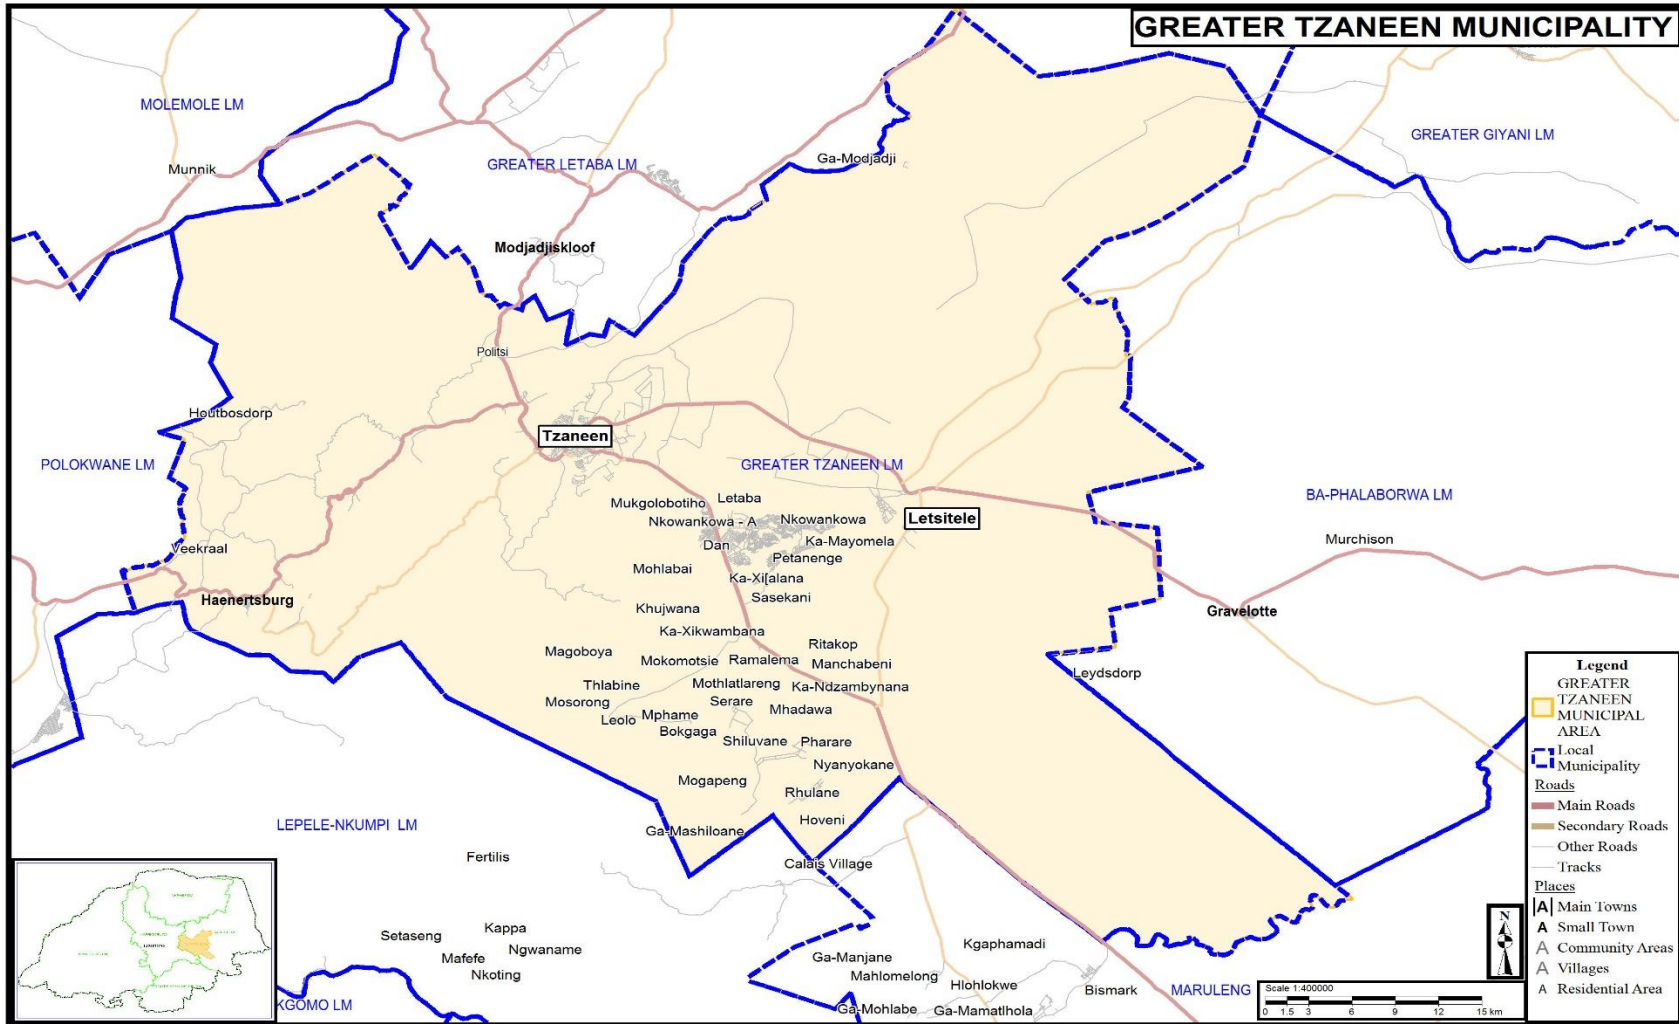 GREATER TZANEEN MUNICIPALITY
MOLEMOLE LM
GREATER GIYANI LM
Munnik
GREATER LETABA LM
Ga-Modjadji
Modjadjiskloof
Politsi
Houtbosdorp
Tzaneen
POLOKWANE LM
GREATER TZANEEN LM
BA-PHALABORWA LM
Mukgolobotiho
Letaba
Nkowankowa - A
Nkowankowa
Letsitele
Veekraal
Dan
Ka-Mayomela
Murchison
Petanenge
Mohlabai
Ka-Xi[alana
Haenertsburg
Sasekani
Khujwana
Gravelotte
Ka-Xikwambana
Magoboya
Mokomotsie
Ramalema
Ritakop
Manchabeni
Leydsdorp
Thlabine
Mothlatlareng
Ka-Ndzambynana
Mosorong
Serare
Leolo
Mphame
Mhadawa
Bokgaga
Shiluvane
Pharare
Nyanyokane
Mogapeng
Rhulane
Hoveni
LEPELE-NKUMPI LM
Ga-Mashiloane
Fertilis
Calais Village
Kappa
Setaseng
Ngwaname
Mafefe
Nkoting
Kgaphamadi
Ga-Manjane
Mahlomelong
Hlohlokwe
Bismark
MARULENG
KGOMO LM
Ga-Mohlabe
Ga-Mamathola
Legend
GREATER
TZANEEN
MUNICIPAL
AREA
Local
Municipality
Roads
Main Roads
Secondary Roads
Other Roads
Tracks
Places
A Main Towns
A Small Town
A Community Areas
A Villages
A Residential Area
N
Scale 1:400000
0 1.5 3 6 9 12 15 km